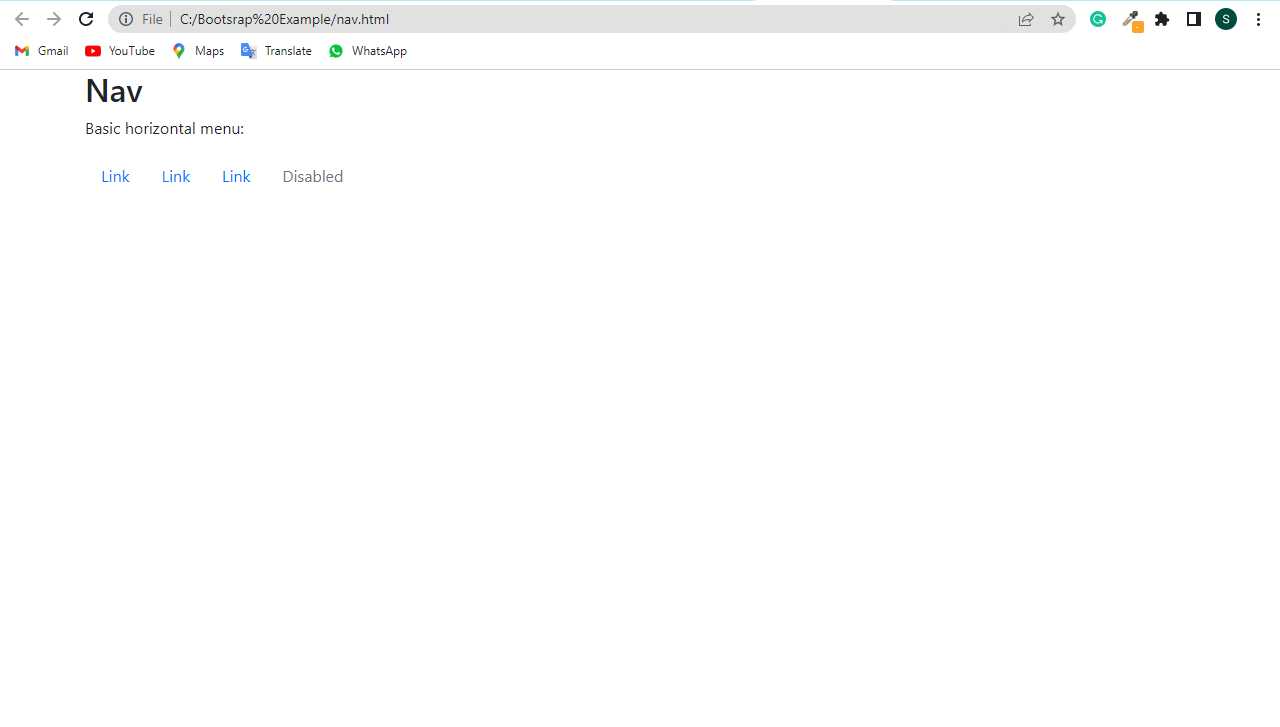 File C:/Bootsrap%20Example/nav.html S
Gmail YouTube Maps Translate WhatsApp
Nav
Basic horizontal menu:
Link Link Link Disabled